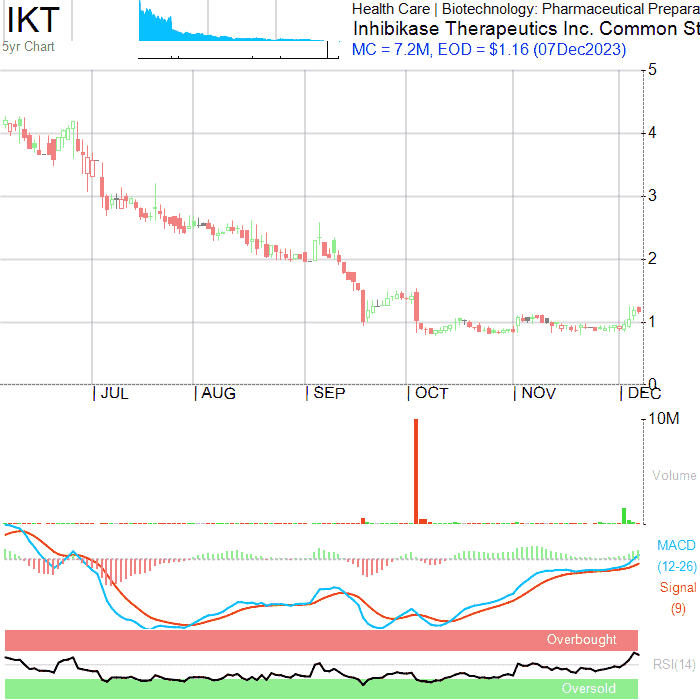 IKT
5yr Chart
Health Care | Biotechnology: Pharmaceutical Prepara
Inhibikase Therapeutics Inc. Common St
MC = 7.2M, EOD = $1.16 (07Dec2023)
5
4
3
2
1
0
JUL AUG SEP OCT NOV DEC
10M
Volume
MACD
(12-26)
Signal
(9)
Overbought
RSI(14)
Oversold